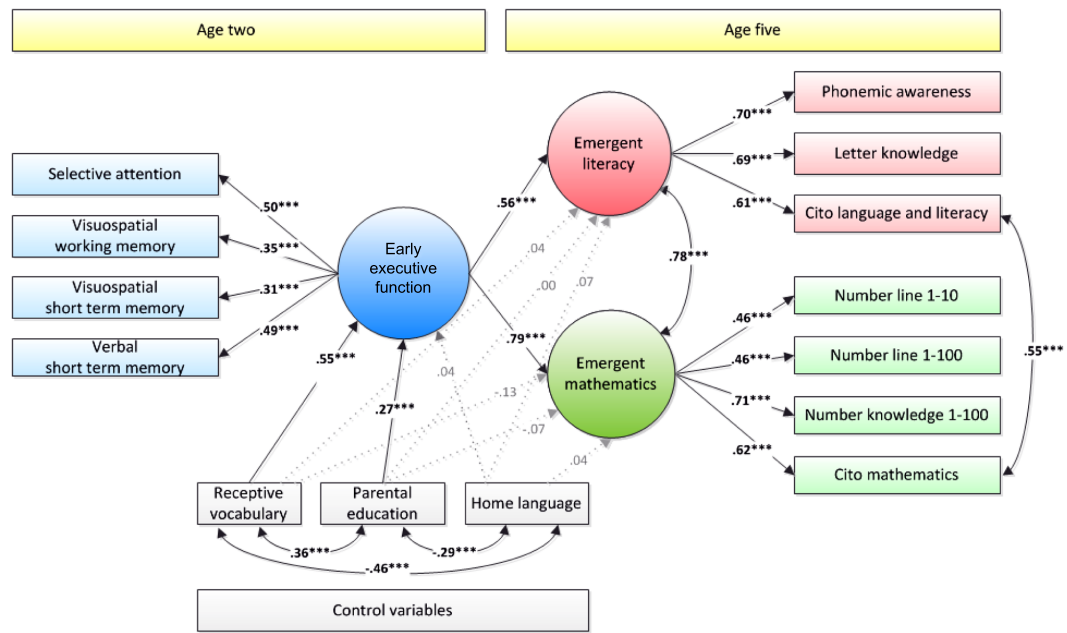 Age two
Age five
Selective attention
Visuospatial
working memory
Visuospatial
short term memory
Verbal
short term memory
.50***
.35***
.31***
.49***
Early
executive
function
.55***
.27***
.04
.56***
.79***
.04
.00
.07
-.13
-.07
.04
Emergent
literacy
.78***
Emergent
mathematics
.70***
.69***
.61***
Phonemic awareness
Letter knowledge
Cito language and literacy
.46***
.46***
.71***
.62***
Number line 1-10
Number line 1-100
Number knowledge 1-100
Cito mathematics
.55***
Receptive
vocabulary
Parental
education
Home language
.36***
-.29***
-.46***
Control variables